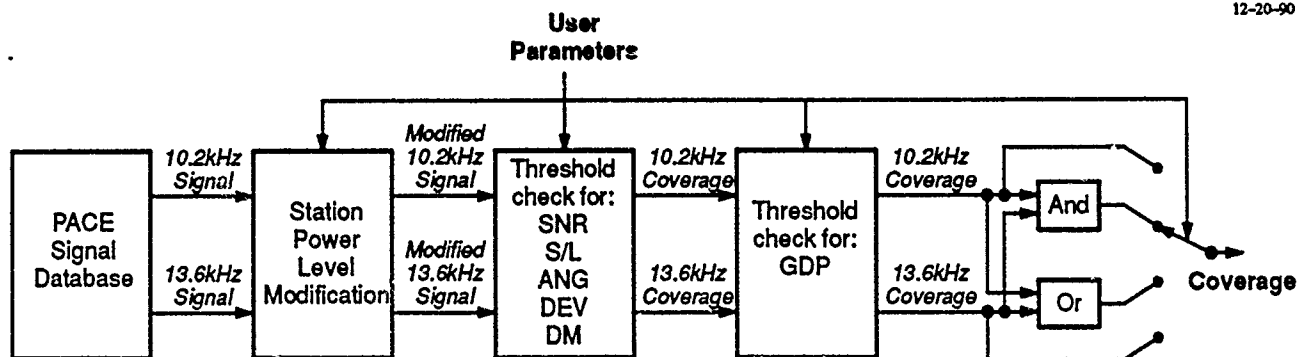 12-20-90
User
Parameters
PACE
Signal
Database
10.2kHz
Signal
13.6kHz
Signal
Station
Power
Level
Modification
Modified
10.2kHz
Signal
Modified
13.6kHz
Signal
Threshold
check for:
SNR
S/L
ANG
DEV
DM
10.2kHz
Coverage
13.6kHz
Coverage
Threshold
check for:
GDP
10.2kHz
Coverage
13.6kHz
Coverage
And
Or
Coverage